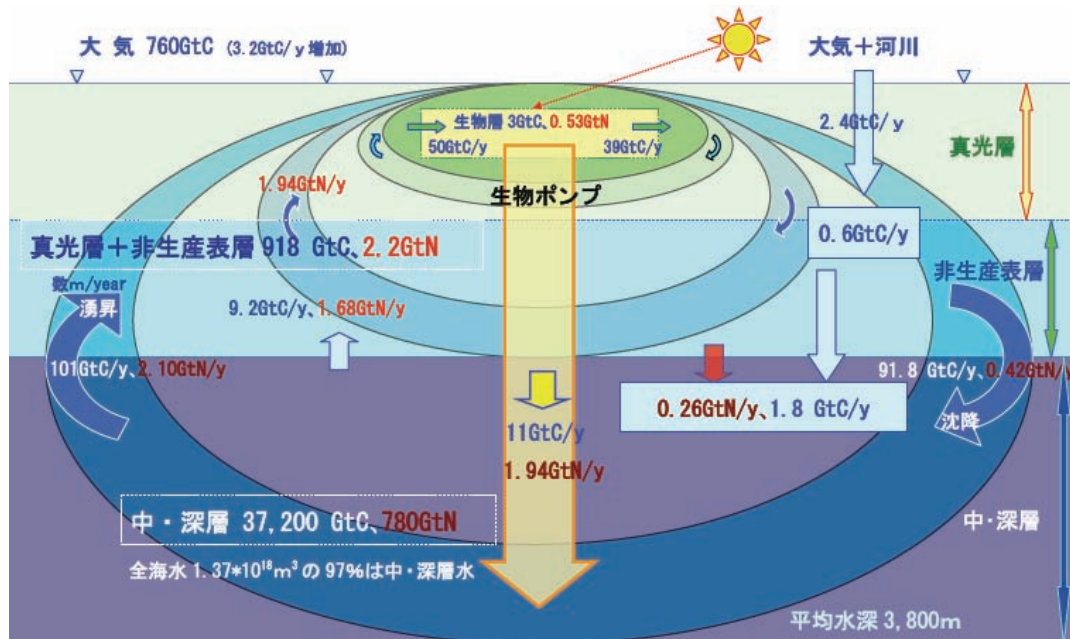 大 気 760GtC (3.2GtC/y 増加)
大気＋河川
生物層 3GtC、0.53GtN
50GtC/y
39GtC/y
2.4GtC/y
真光層
生物ポンプ
1.94GtN/y
真光層＋非生産表層 918 GtC、2.2GtN
0.6GtC/y
非生産表層
数m/year
湧昇
9.2GtC/y、1.68GtN/y
101GtC/y、2.10GtN/y
91.8 GtC/y、0.42GtN/y
0.26GtN/y、1.8 GtC/y
沈降
11GtC/y
1.94GtN/y
中・深層 37,200 GtC、780GtN
中・深層
全海水 1.37*10¹⁸m³ の 97%は中・深層水
平均水深 3,800m